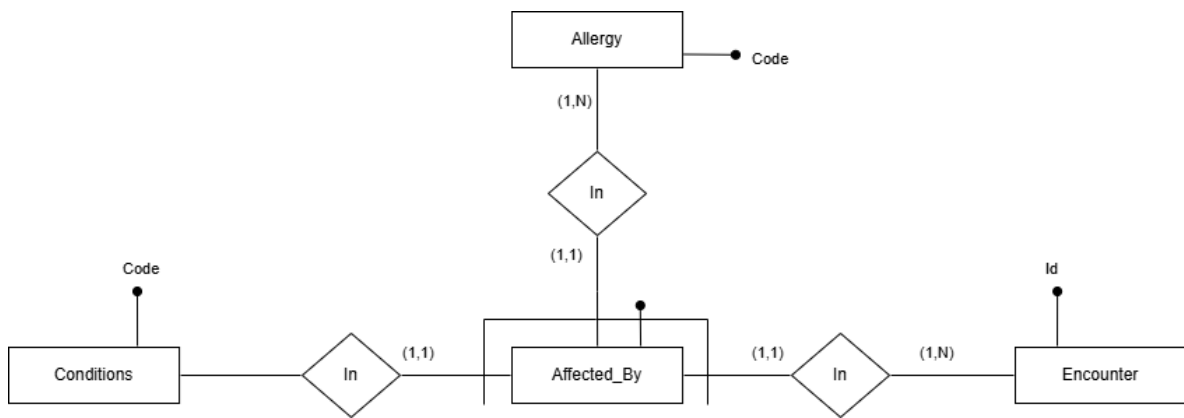 Allergy
Code
(1,N)
In
(1,1)
Code
Id
Conditions
In
(1,1)
Affected_By
(1,1)
In
(1,N)
Encounter